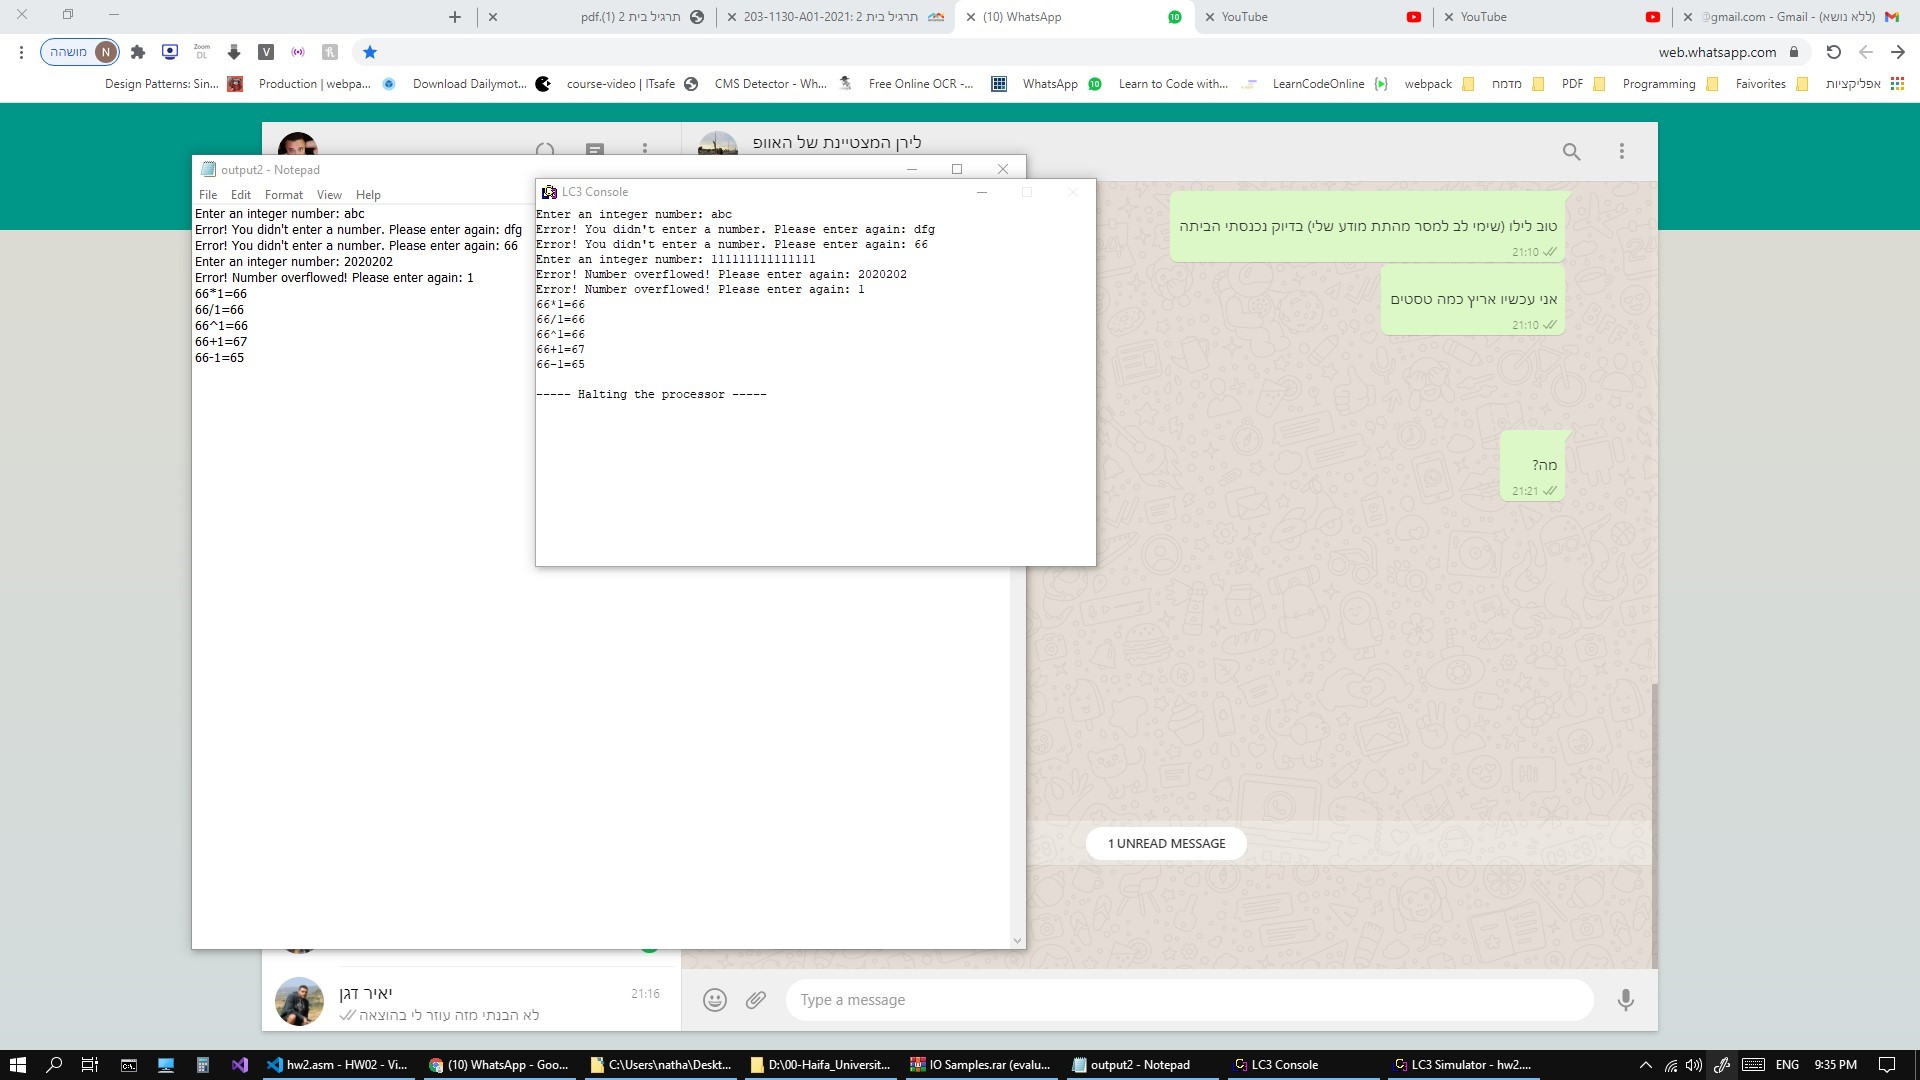 תרגיל בית 2 (1).pdf
203-1130-A01-2021: תרגיל בית 2
(10) WhatsApp
10
YouTube
YouTube
(ללא נושא) - gmail.com - Gmail
מושהה
N
Zoom DL
V
web.whatsapp.com
Design Patterns: Sin...
Production | webpa...
Download Dailymot...
course-video | ITsafe
CMS Detector - Wh...
Free Online OCR -...
WhatsApp
10
Learn to Code with...
LearnCodeOnline
webpack
מדמח
PDF
Programming
Faivorites
אפליקציות
לירן המצטיינת של האוופ
output2 - Notepad
File Edit Format View Help
Enter an integer number: abc
Error! You didn't enter a number. Please enter again: dfg
Error! You didn't enter a number. Please enter again: 66
Enter an integer number: 2020202
Error! Number overflowed! Please enter again: 1
66*1=66
66/1=66
66^1=66
66+1=67
66-1=65
LC3 Console
Enter an integer number: abc
Error! You didn't enter a number. Please enter again: dfg
Error! You didn't enter a number. Please enter again: 66
Enter an integer number: 111111111111111
Error! Number overflowed! Please enter again: 2020202
Error! Number overflowed! Please enter again: 1
66*1=66
66/1=66
66^1=66
66+1=67
66-1=65
----- Halting the processor -----
טוב לילו (שימי לב למסר מהתת מודע שלי) בדיוק נכנסתי הביתה
21:10
אני עכשיו אריץ כמה טסטים
21:10
מה?
21:21
1 UNREAD MESSAGE
יאיר דגן
21:16
לא הבנתי מזה עוזר לי בהוצאה
Type a message
hw2.asm - HW02 - Vi...
(10) WhatsApp - Goo...
C:\Users\natha\Deskt...
D:\00-Haifa_Universit...
IO Samples.rar (evalu...
output2 - Notepad
LC3 Console
LC3 Simulator - hw2....
ENG
9:35 PM